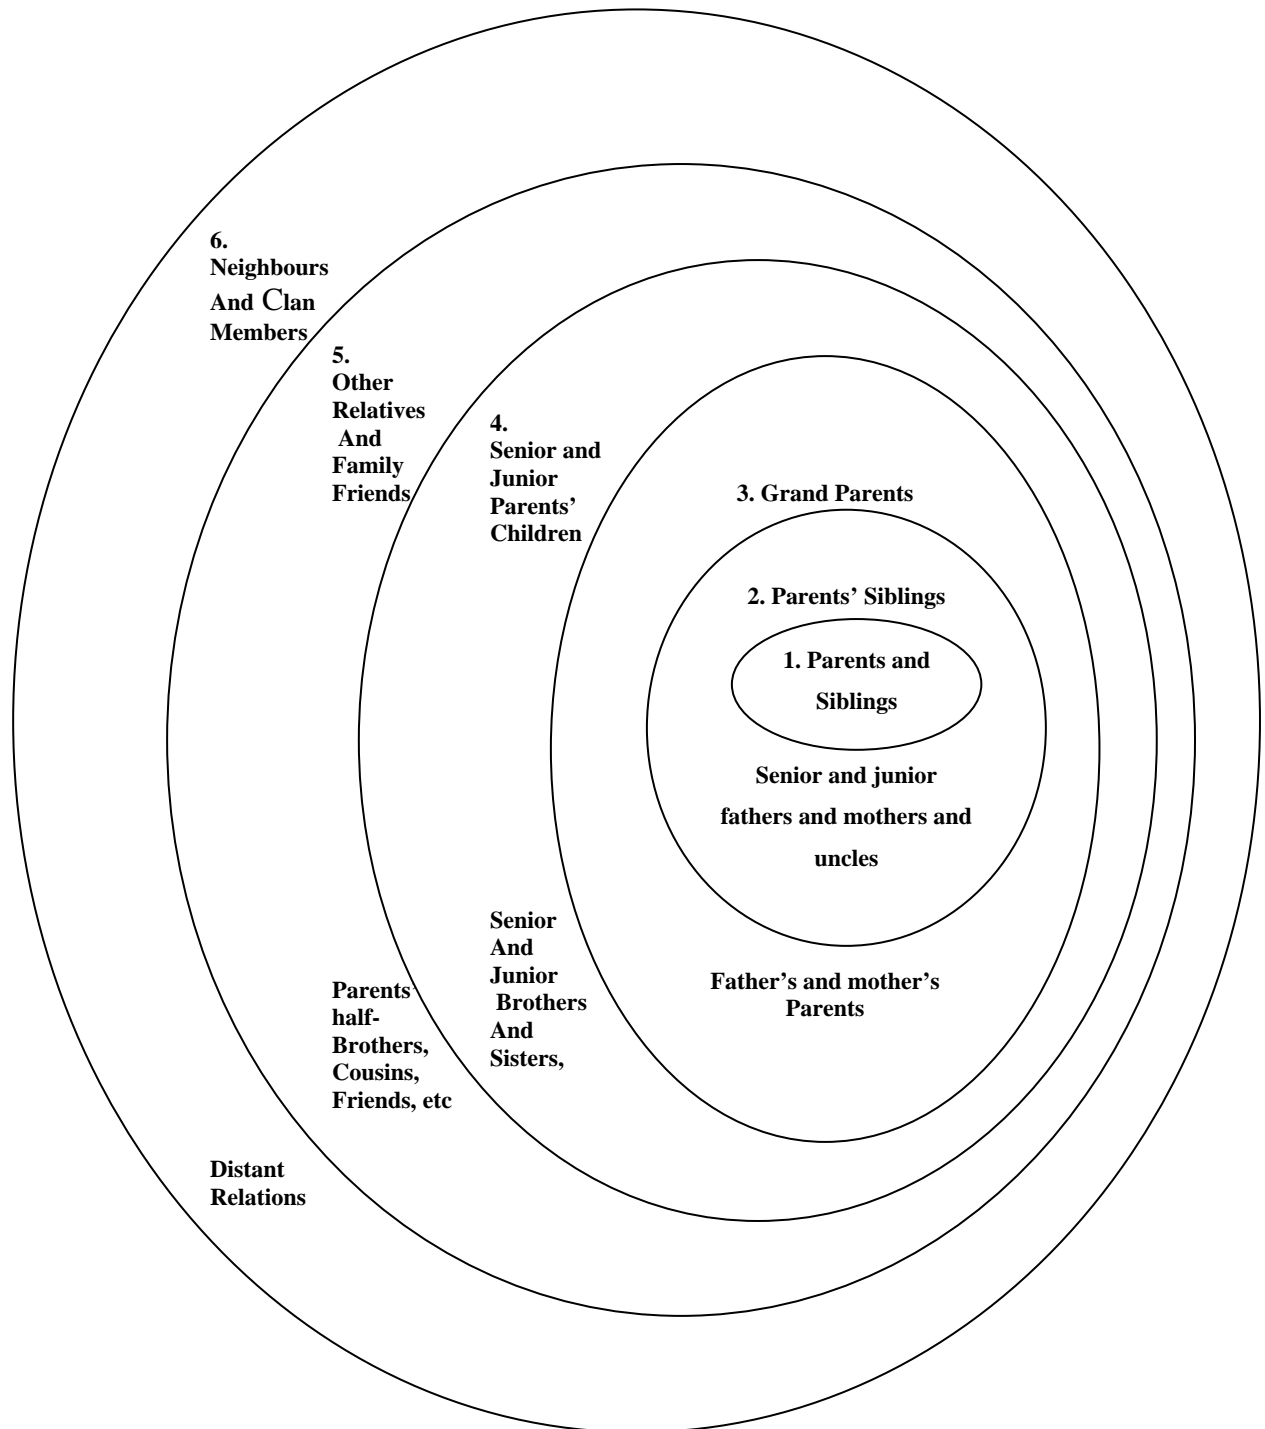 6.
Neighbours
And Clan
Members
5.
Other
Relatives
And
Family
Friends
4.
Senior and
Junior
Parents’
Children
3. Grand Parents
2. Parents’ Siblings
1. Parents and
Siblings
Senior and junior
fathers and mothers and
uncles
Father’s and mother’s
Parents
Senior
And
Junior
Brothers
And
Sisters,
Parents’
half-
Brothers,
Cousins,
Friends, etc
Distant
Relations